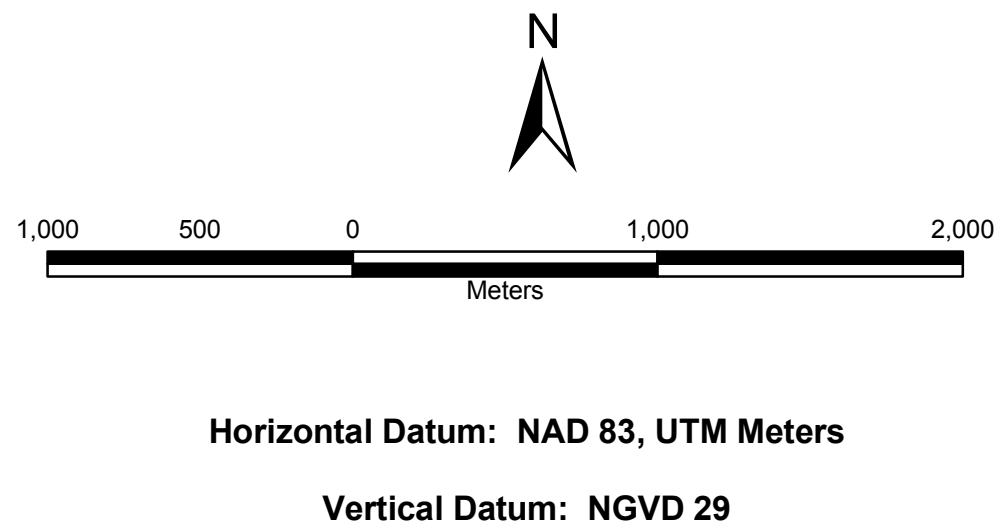 N
1,000 500 0 1,000 2,000
Meters
Horizontal Datum: NAD 83, UTM Meters
Vertical Datum: NGVD 29